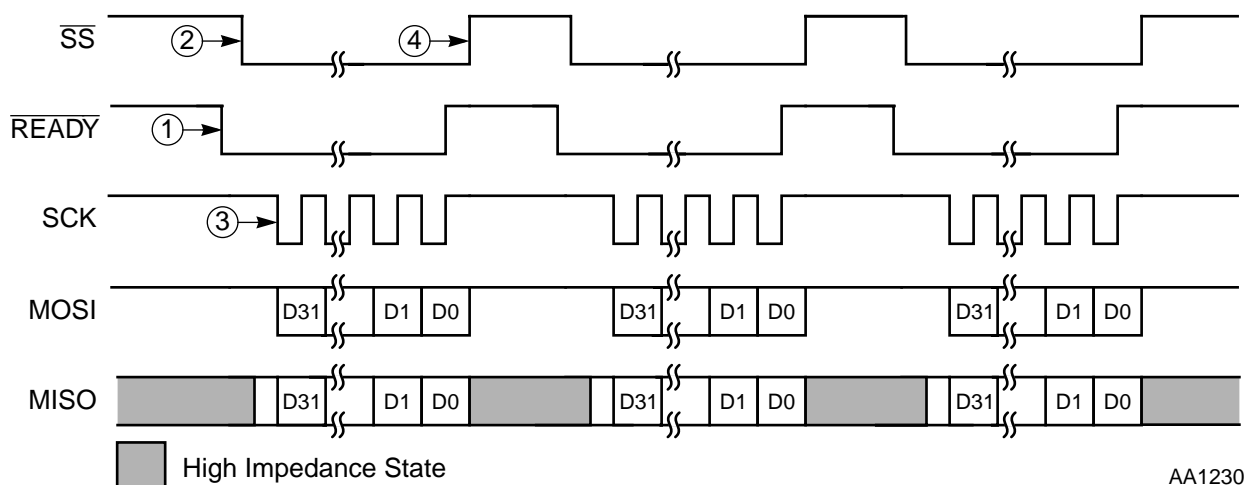 SS ② ④
READY ①
SCK ③
MOSI D31 D1 D0 D31 D1 D0 D31 D1 D0
MISO D31 D1 D0 D31 D1 D0 D31 D1 D0
High Impedance State
AA1230